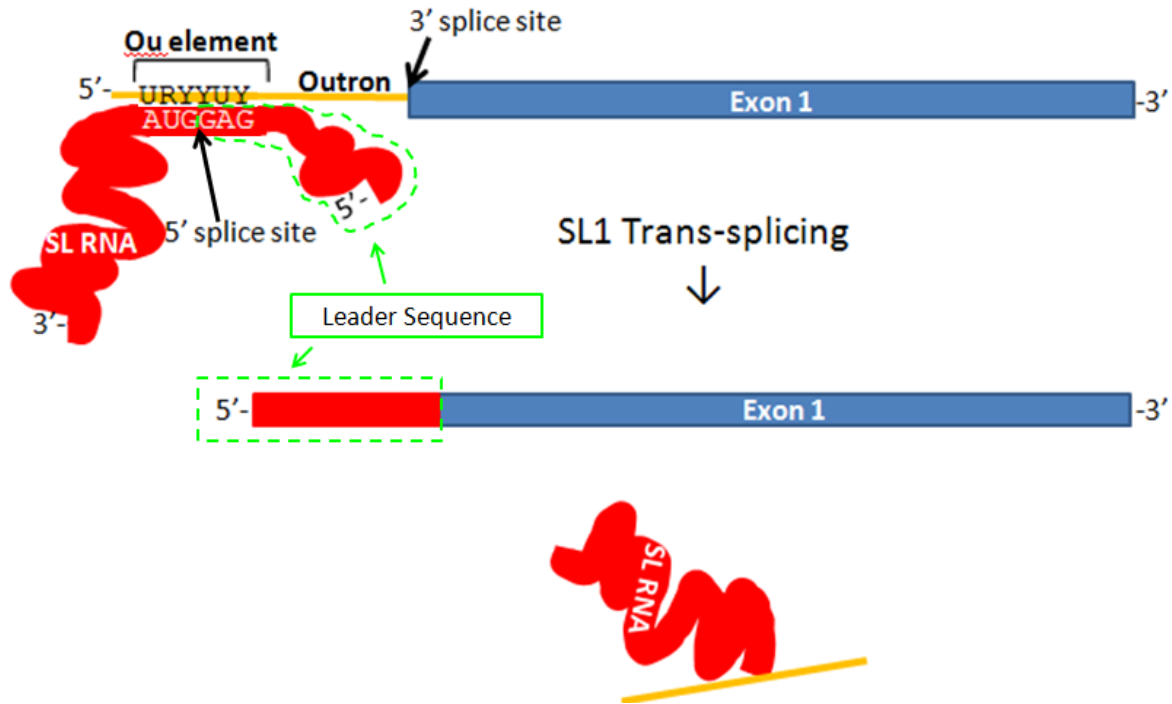 3’ splice site
Ou element
5’-
Outron
URYYUY
Exon 1
-3’
AUGGAG
5’-
5’ splice site
SL RNA
SL1 Trans-splicing
↓
3’-
Leader Sequence
5’-
Exon 1
-3’
SL RNA